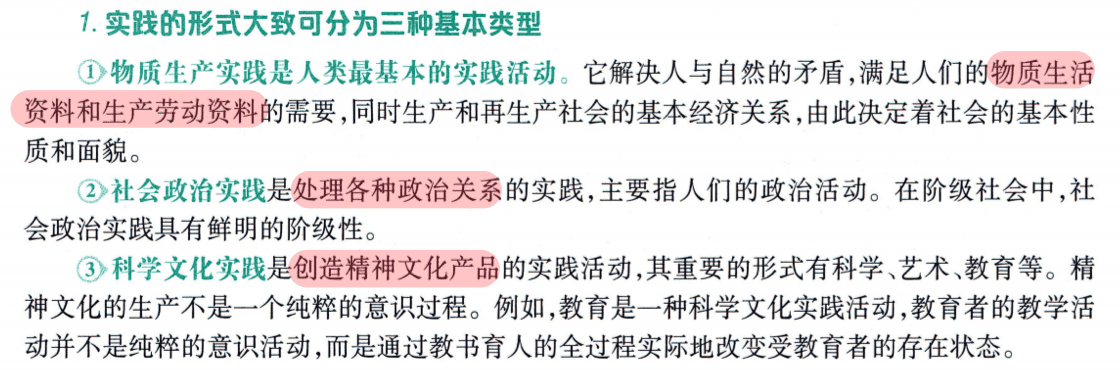 1. 实践的形式大致可分为三种基本类型
①物质生产实践是人类最基本的实践活动。它解决人与自然的矛盾,满足人们的物质生活
资料和生产劳动资料的需要,同时生产和再生产社会的基本经济关系,由此决定着社会的基本性
质和面貌。
②社会政治实践是处理各种政治关系的实践,主要指人们的政治活动。在阶级社会中,社
会政治实践具有鲜明的阶级性。
③科学文化实践是创造精神文化产品的实践活动,其重要的形式有科学、艺术、教育等。精
神文化的生产不是一个纯粹的意识过程。例如,教育是一种科学文化实践活动,教育者的教学活
动并不是纯粹的意识活动,而是通过教书育人的全过程实际地改变受教育者的存在状态。